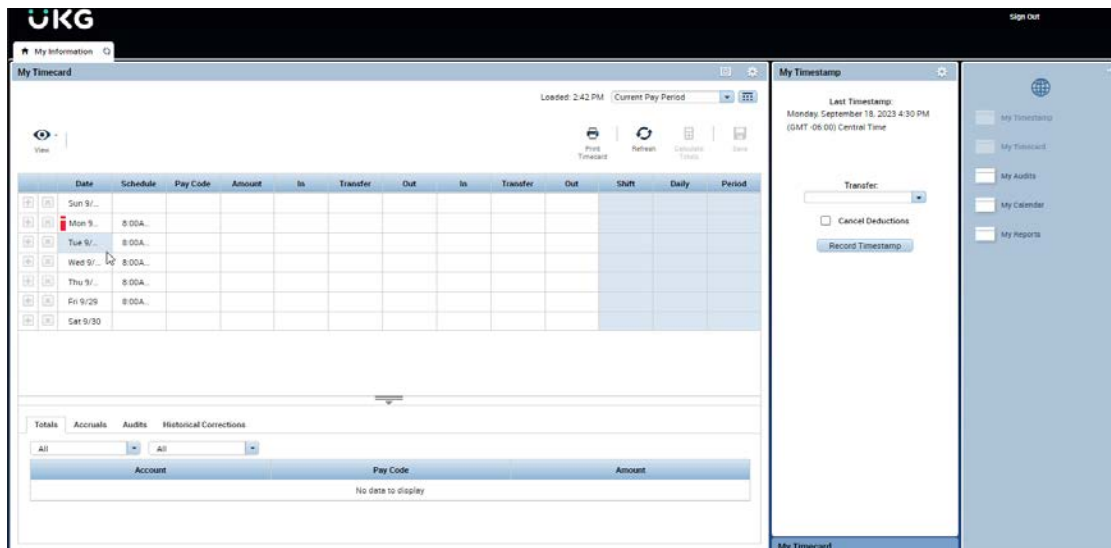 UKG
Sign Out
My Information
My Timecard
My Timestamp
Loaded: 2:42 PM Current Pay Period
Last Timestamp:
Monday, September 18, 2023 4:30 PM
(GMT -06:00) Central Time
View
Print Timecard
Refresh
Calculate Totals
Save
My Timestamp
My Timecard
My Audits
My Calendar
My Reports
Transfer:
Cancel Deductions
Record Timestamp
Date Schedule Pay Code Amount In Transfer Out In Transfer Out Shift Daily Period
Sun 9/...
Mon 9... 8:00A...
Tue 9/... 8:00A...
Wed 9/... 8:00A...
Thu 9/... 8:00A...
Fri 9/29 8:00A...
Sat 9/30
Totals Accruals Audits Historical Corrections
All All
Account Pay Code Amount
No data to display
My Timecard